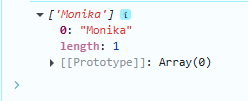 ▼ ['Monika'] i
0: "Monika"
length: 1
▶ [[Prototype]]: Array(0)
>